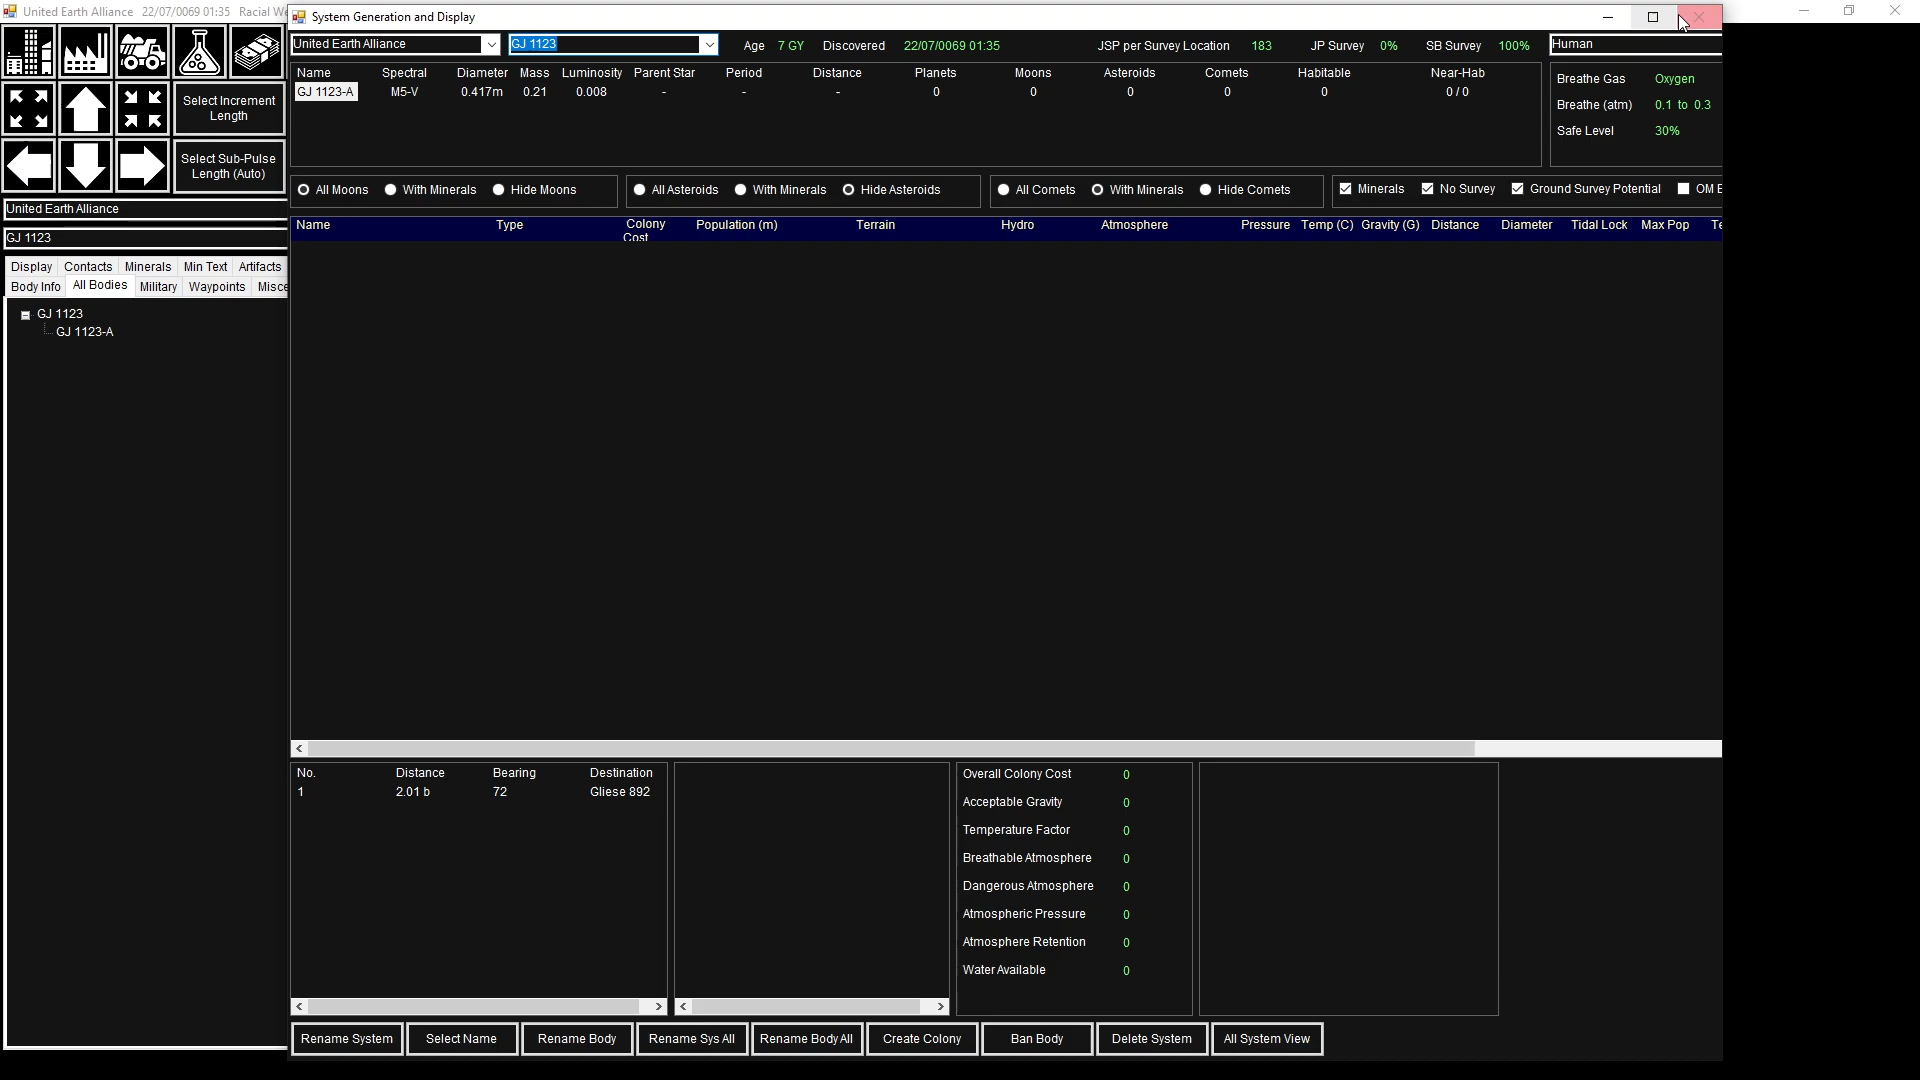 United Earth Alliance 22/07/0069 01:35 Racial
System Generation and Display
United Earth Alliance GJ 1123 Age 7 GY Discovered 22/07/0069 01:35 JSP per Survey Location 183 JP Survey 0% SB Survey 100% Human
Name Spectral Diameter Mass Luminosity Parent Star Period Distance Planets Moons Asteroids Comets Habitable Near-Hab
GJ 1123-A M5-V 0.417m 0.21 0.008 - - - 0 0 0 0 0 0 / 0
Breathe Gas Oxygen
Breathe (atm) 0.1 to 0.3
Safe Level 30%
Select Increment
Length
Select Sub-Pulse
Length (Auto)
All Moons With Minerals Hide Moons All Asteroids With Minerals Hide Asteroids All Comets With Minerals Hide Comets Minerals No Survey Ground Survey Potential OM
United Earth Alliance
GJ 1123
Name Type Colony Cost Population (m) Terrain Hydro Atmosphere Pressure Temp (C) Gravity (G) Distance Diameter Tidal Lock Max Pop
Display Contacts Minerals Min Text Artifacts
Body Info All Bodies Military Waypoints Misce
GJ 1123
GJ 1123-A
No. Distance Bearing Destination
1 2.01 b 72 Gliese 892
Overall Colony Cost 0
Acceptable Gravity 0
Temperature Factor 0
Breathable Atmosphere 0
Dangerous Atmosphere 0
Atmospheric Pressure 0
Atmosphere Retention 0
Water Available 0
Rename System Select Name Rename Body Rename Sys All Rename Body All Create Colony Ban Body Delete System All System View